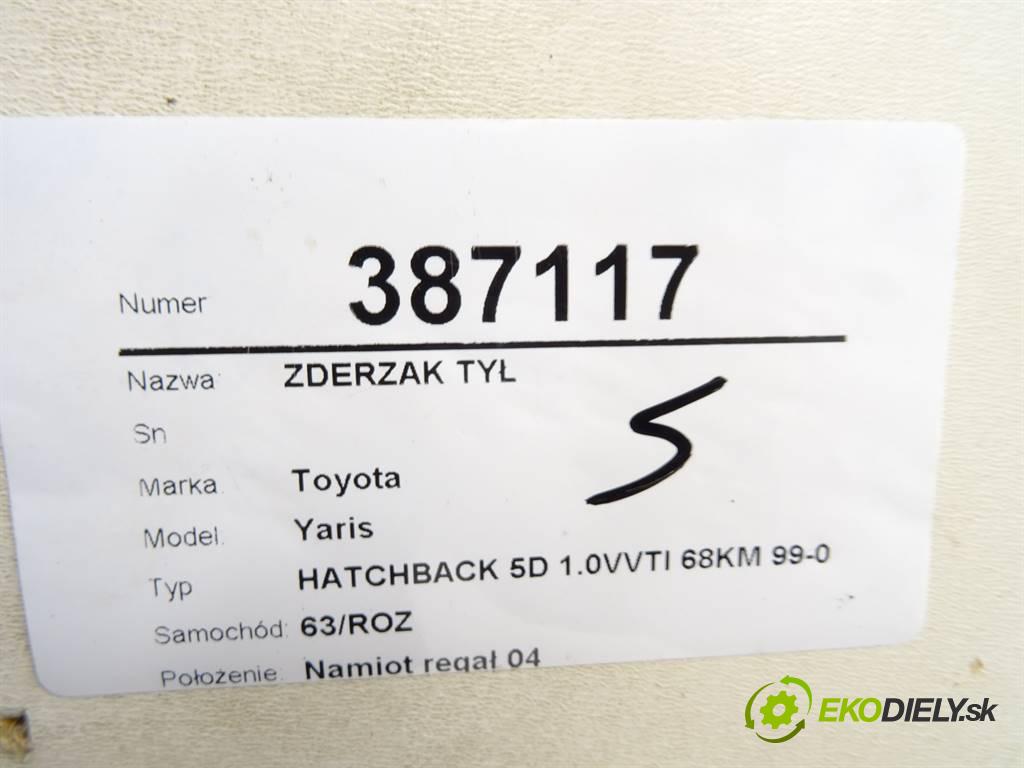 Numer 387117
Nazwa: ZDERZAK TYŁ
Sn
S
Marka: Toyota
Model: Yaris
Typ HATCHBACK 5D 1.0VVTI 68KM 99-0
Samochód: 63/ROZ
Położenie: Namiot regał 04
EKODIELY.sk